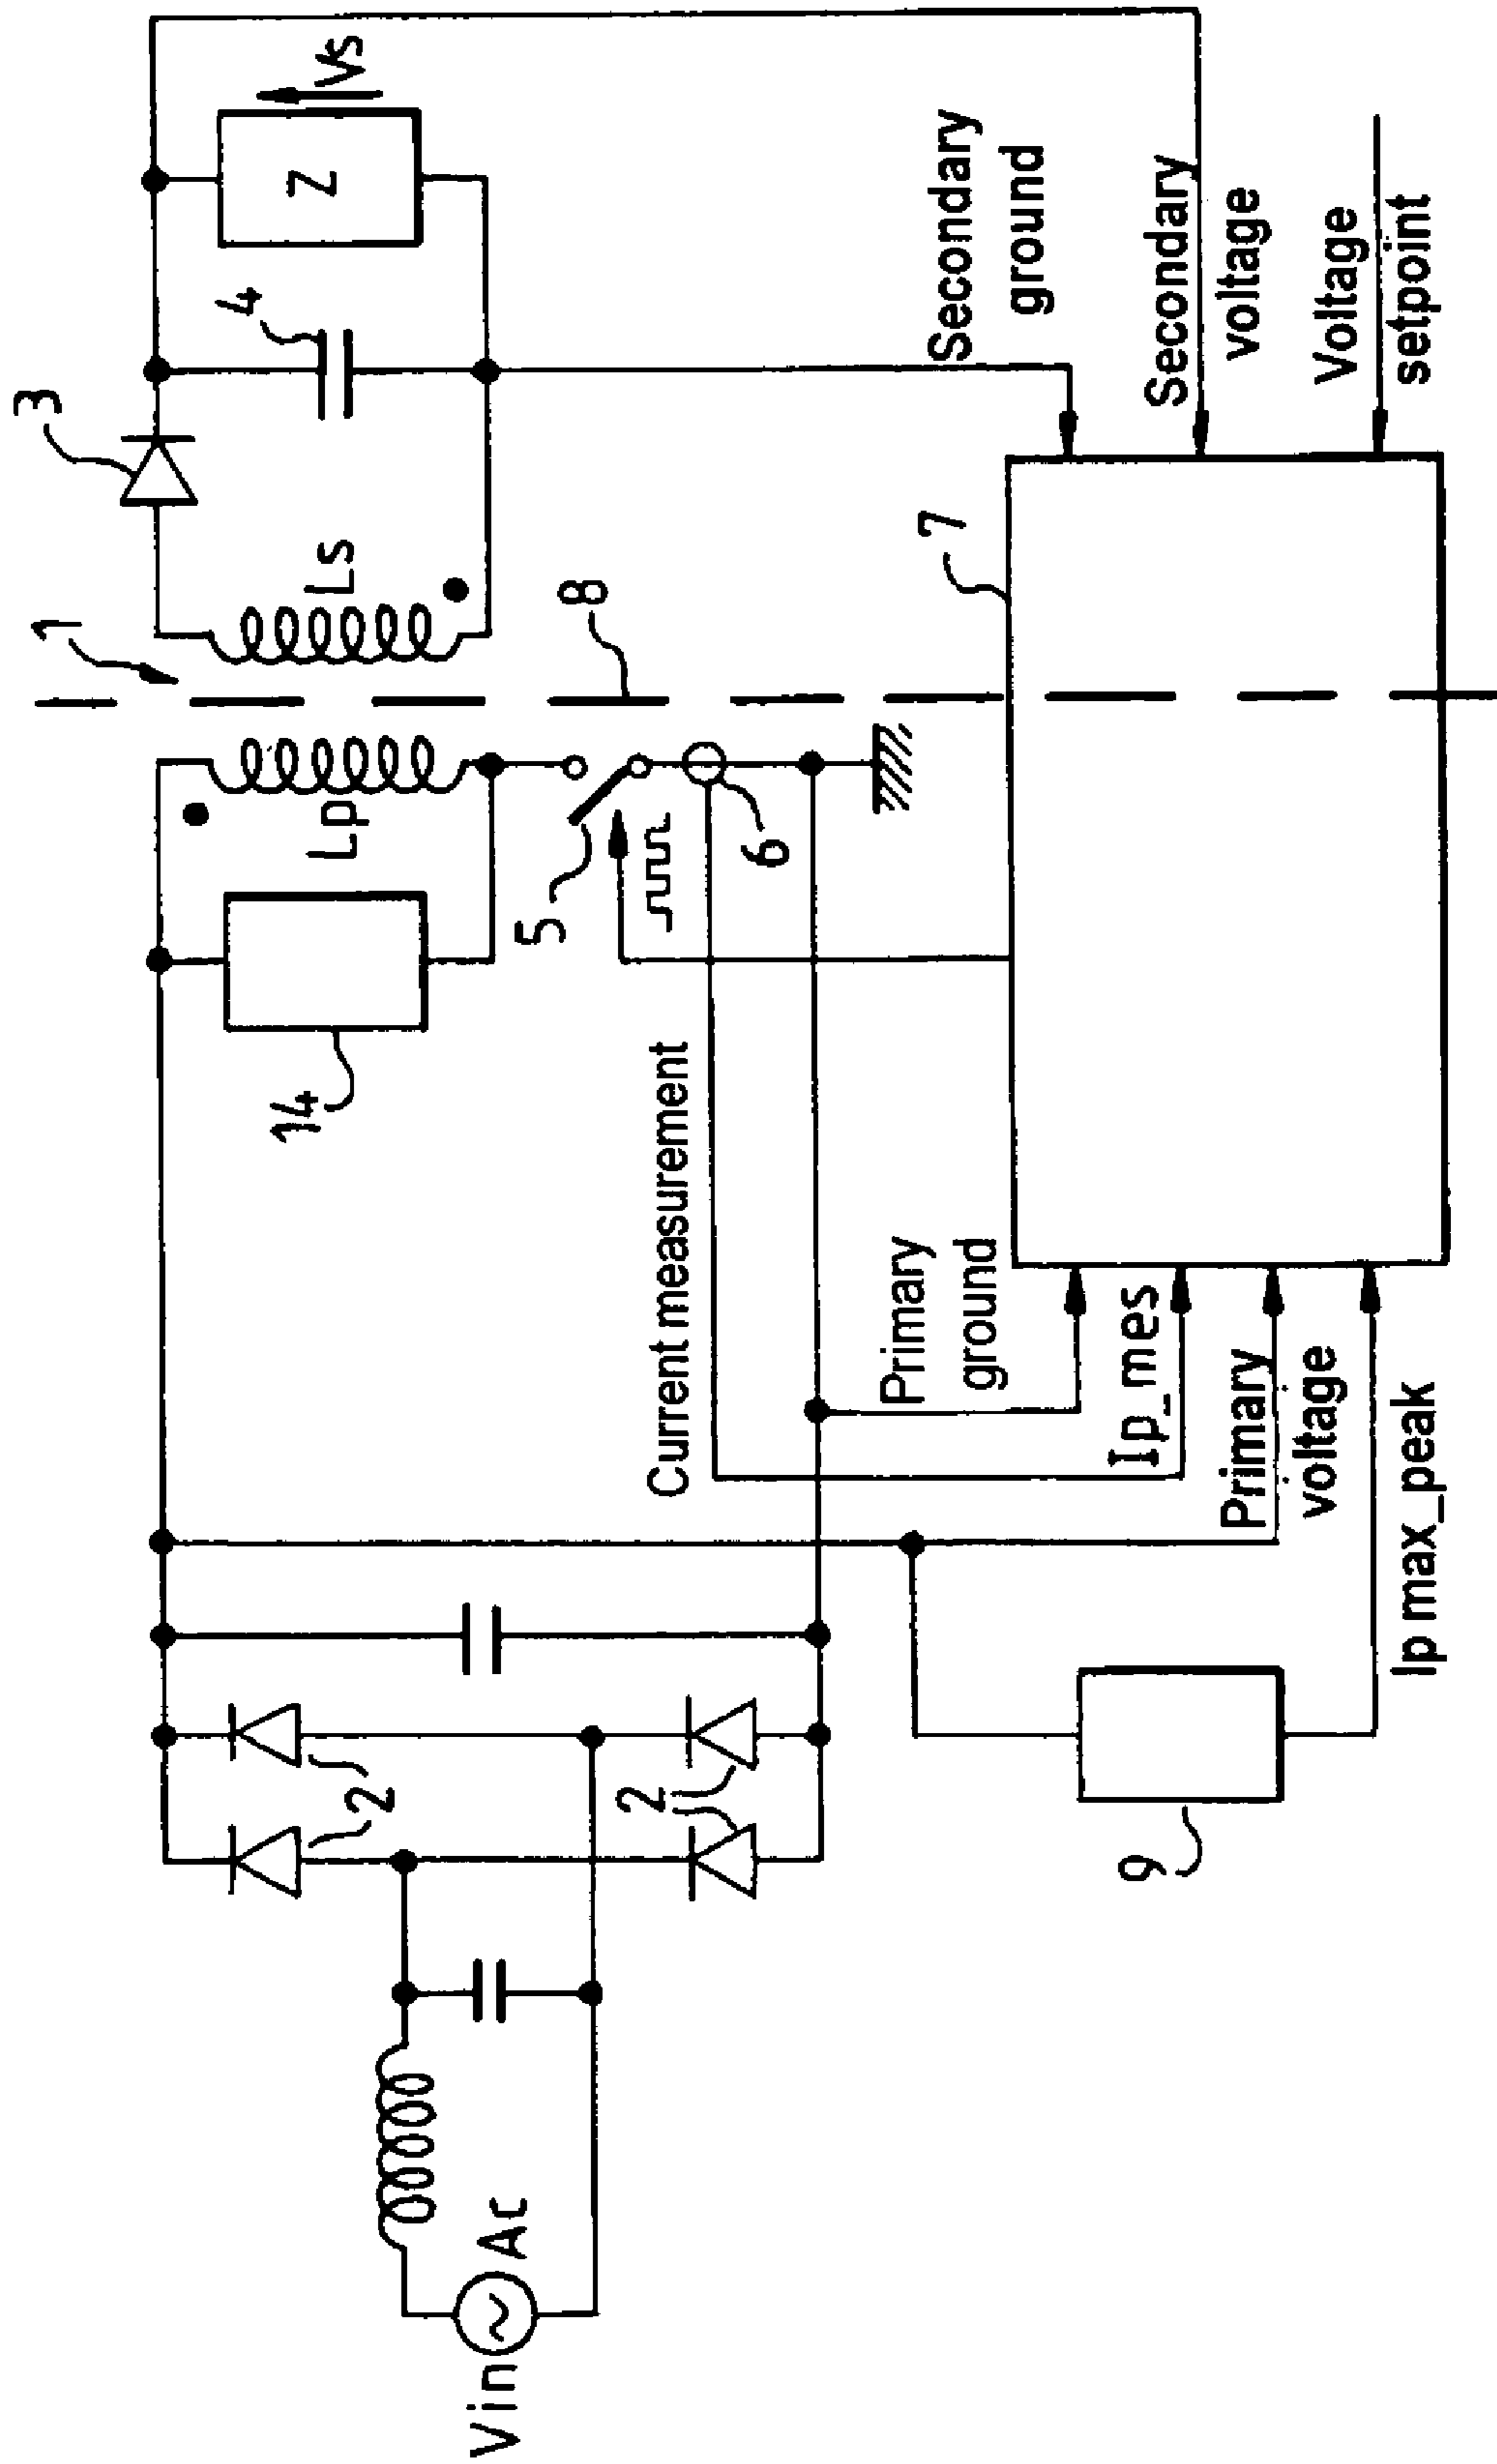 1
3
4
Lp
Ls
Z
Vs
14
2
2
Vin
Ac
5
8
6
Current measurement
Primary
ground
Ip_mes
Primary
voltage
Ip max_peak
9
7
Secondary
ground
Secondary
voltage
Voltage
setpoint